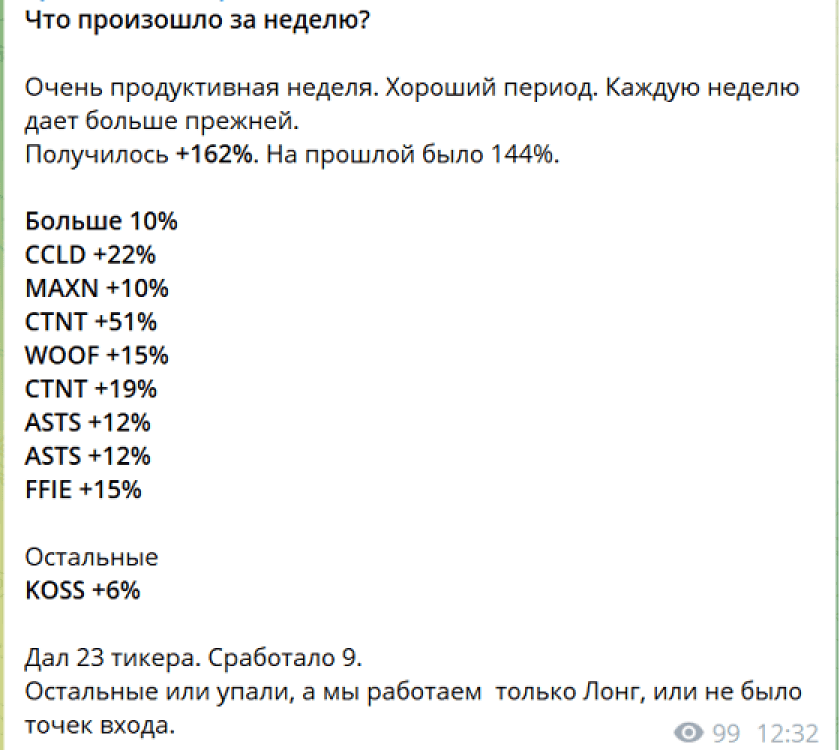 Что произошло за неделю?
Очень продуктивная неделя. Хороший период. Каждую неделю
дает больше прежней.
Получилось +162%. На прошлой было 144%.
Больше 10%
CCLD +22%
MAXN +10%
CTNT +51%
WOOF +15%
CTNT +19%
ASTS +12%
ASTS +12%
FFIE +15%
Остальные
KOSS +6%
Дал 23 тикера. Сработало 9.
Остальные или упали, а мы работаем  только Лонг, или не было
точек входа.
99 12:32